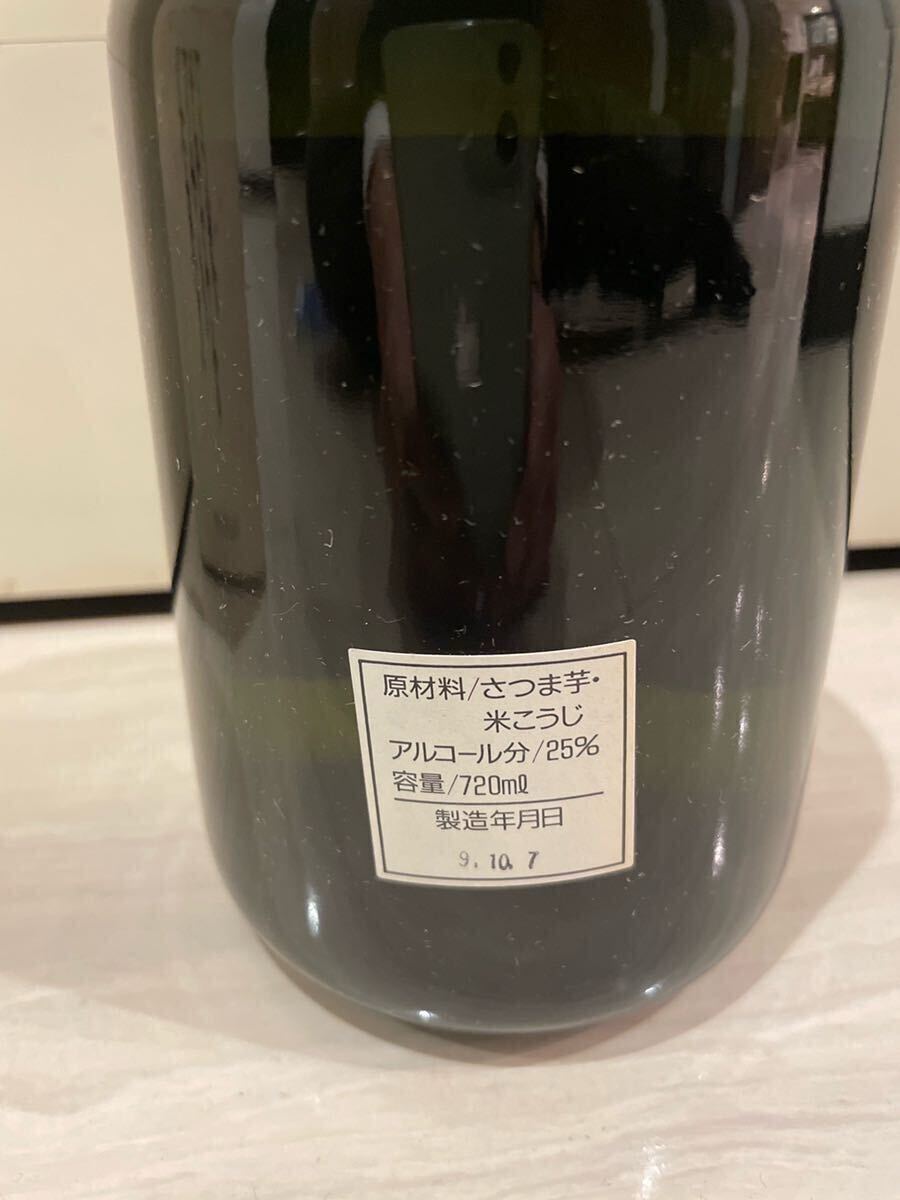 原材料/さつま芋・
米こうじ
アルコール分/25%
容量/720mℓ
製造年月日
9.10.7